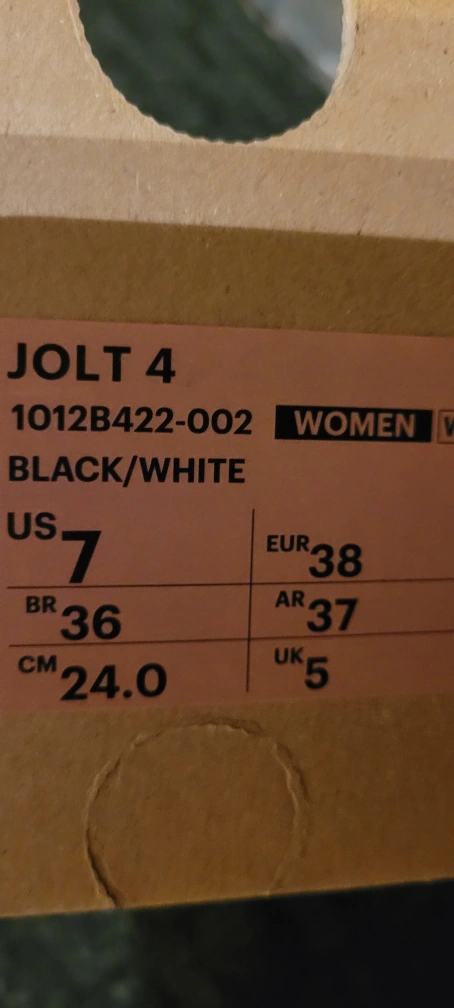 JOLT 4
1012B422-002 WOMEN
BLACK/WHITE
US 7 EUR 38
BR 36 AR 37
CM 24.0 UK 5